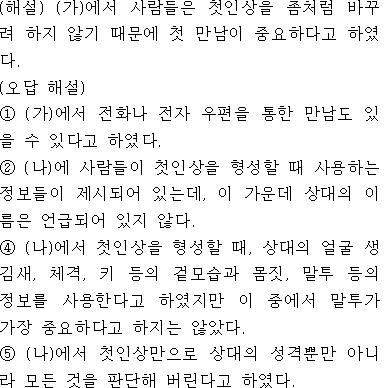 (해설) (가)에서 사람들은 첫인상을 좀처럼 바꾸
려 하지 않기 때문에 첫 만남이 중요하다고 하였
다.
(오답 해설)
① (가)에서 전화나 전자 우편을 통한 만남도 있
을 수 있다고 하였다.
② (나)에 사람들이 첫인상을 형성할 때 사용하는
정보들이 제시되어 있는데, 이 가운데 상대의 이
름은 언급되어 있지 않다.
④ (나)에서 첫인상을 형성할 때, 상대의 얼굴 생
김새, 체격, 키 등의 겉모습과 몸짓, 말투 등의
정보를 사용한다고 하였지만 이 중에서 말투가
가장 중요하다고 하지는 않았다.
⑤ (나)에서 첫인상만으로 상대의 성격뿐만 아니
라 모든 것을 판단해 버린다고 하였다.